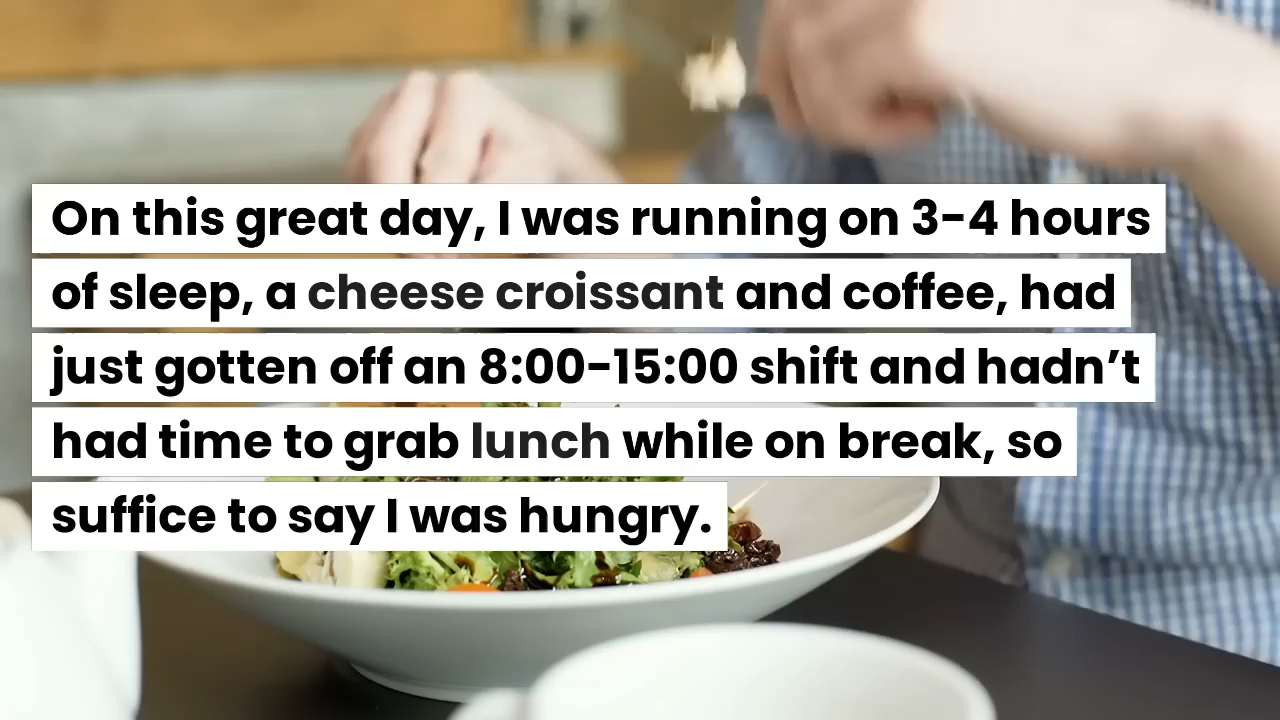 On this great day, I was running on 3-4 hours
of sleep, a cheese croissant and coffee, had
just gotten off an 8:00-15:00 shift and hadn’t
had time to grab lunch while on break, so
suffice to say I was hungry.